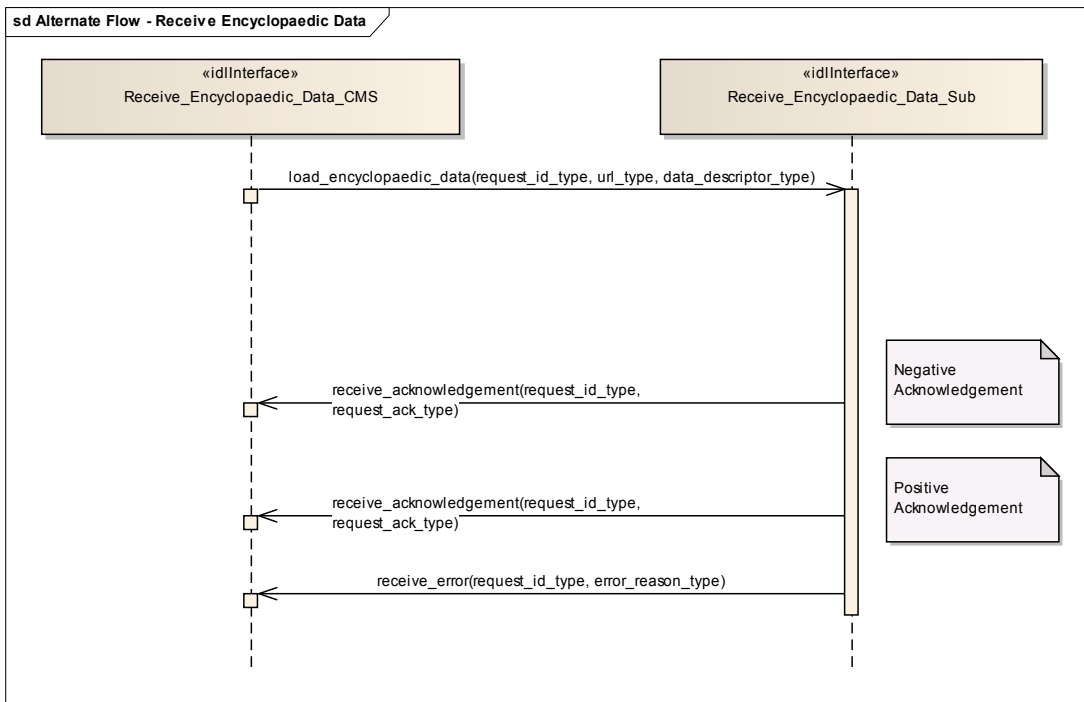 sd Alternate Flow - Receive Encyclopaedic Data
«idlInterface»
Receive_Encyclopaedic_Data_CMS
«idlInterface»
Receive_Encyclopaedic_Data_Sub
load_encyclopaedic_data(request_id_type, url_type, data_descriptor_type)
receive_acknowledgement(request_id_type,
request_ack_type)
Negative
Acknowledgement
receive_acknowledgement(request_id_type,
request_ack_type)
Positive
Acknowledgement
receive_error(request_id_type, error_reason_type)